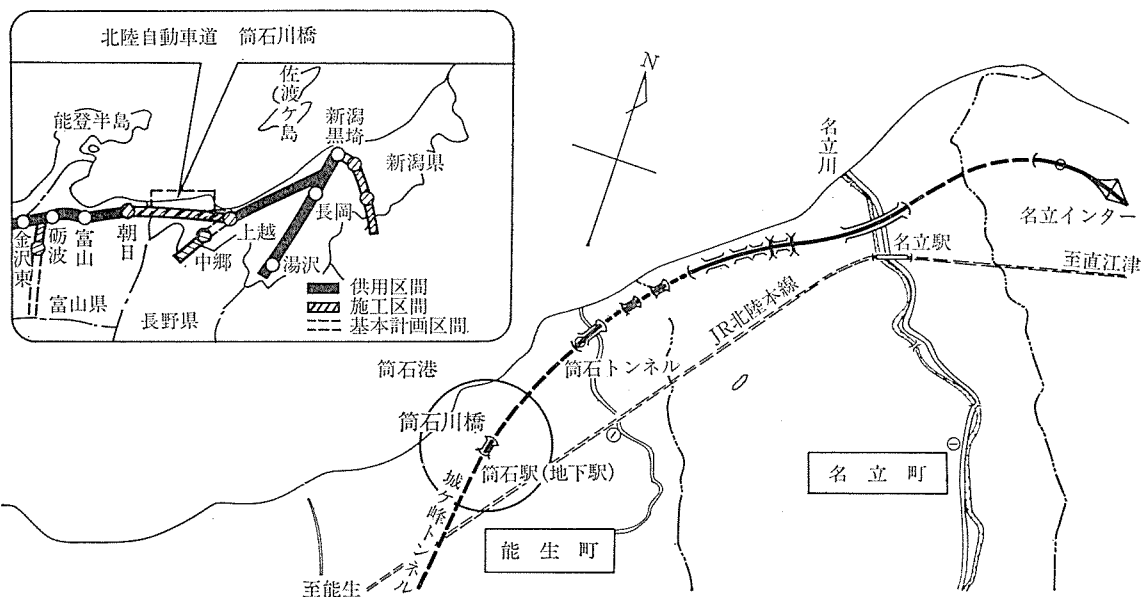 北陸自動車道 筒石川橋
佐渡ケ島
能登半島
新潟黒埼
新潟県
長岡
上越
中郷
湯沢
朝日
富山
砺波
金沢東
富山県
長野県
供用区間
施工区間
基本計画区間
N
名立川
名立インター
名立駅
至直江津
JR北陸本線
筒石トンネル
筒石港
筒石川橋
筒石駅(地下駅)
城ケ峰トンネル
名立町
能生町
至能生